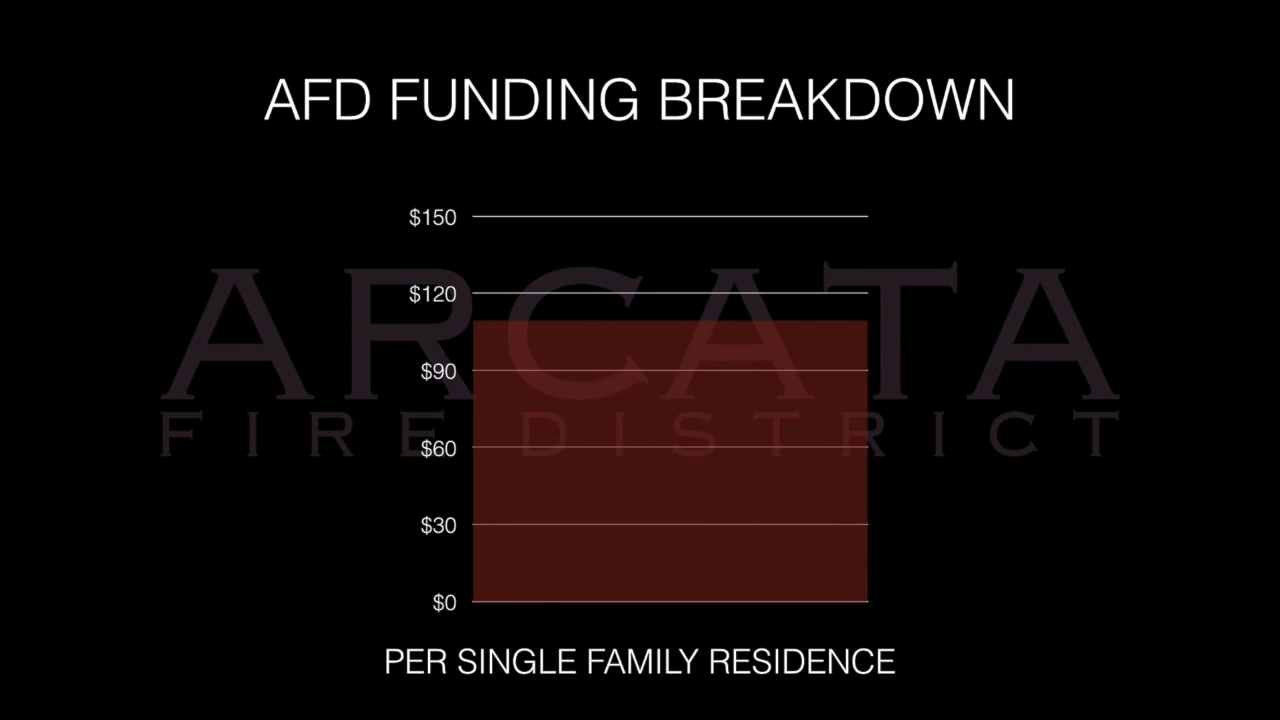 AFD FUNDING BREAKDOWN
$150
$120
$90
$60
$30
$0
ARCATA
FIRE DISTRICT
PER SINGLE FAMILY RESIDENCE